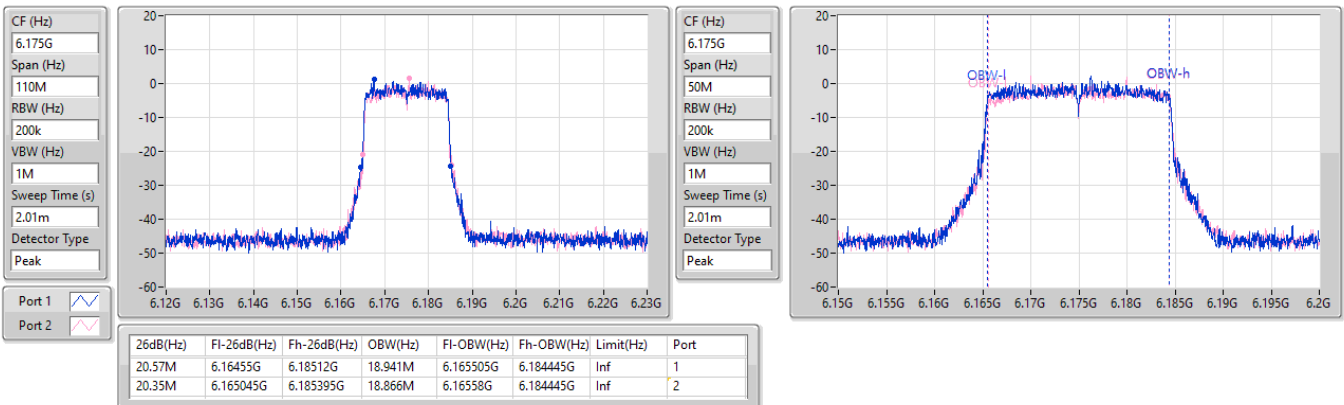 CF (Hz)
6.175G
Span (Hz)
110M
RBW (Hz)
200k
VBW (Hz)
1M
Sweep Time (s)
2.01m
Detector Type
Peak
Port 1
Port 2
20
10
0
-10
-20
-30
-40
-50
-60
6.12G 6.13G 6.14G 6.15G 6.16G 6.17G 6.18G 6.19G 6.20G 6.21G 6.22G 6.23G
CF (Hz)
6.175G
Span (Hz)
50M
RBW (Hz)
200k
VBW (Hz)
1M
Sweep Time (s)
2.01m
Detector Type
Peak
20
10
0
-10
-20
-30
-40
-50
-60
OBW-l
OBW-h
6.15G 6.155G 6.16G 6.165G 6.17G 6.175G 6.18G 6.185G 6.19G 6.195G 6.2G
26dB(Hz) Fl-26dB(Hz) Fh-26dB(Hz) OBW(Hz) Fl-OBW(Hz) Fh-OBW(Hz) Limit(Hz) Port
20.57M 6.16455G 6.18512G 18.941M 6.165505G 6.184445G Inf 1
20.35M 6.165045G 6.185395G 18.866M 6.16558G 6.184445G Inf 2